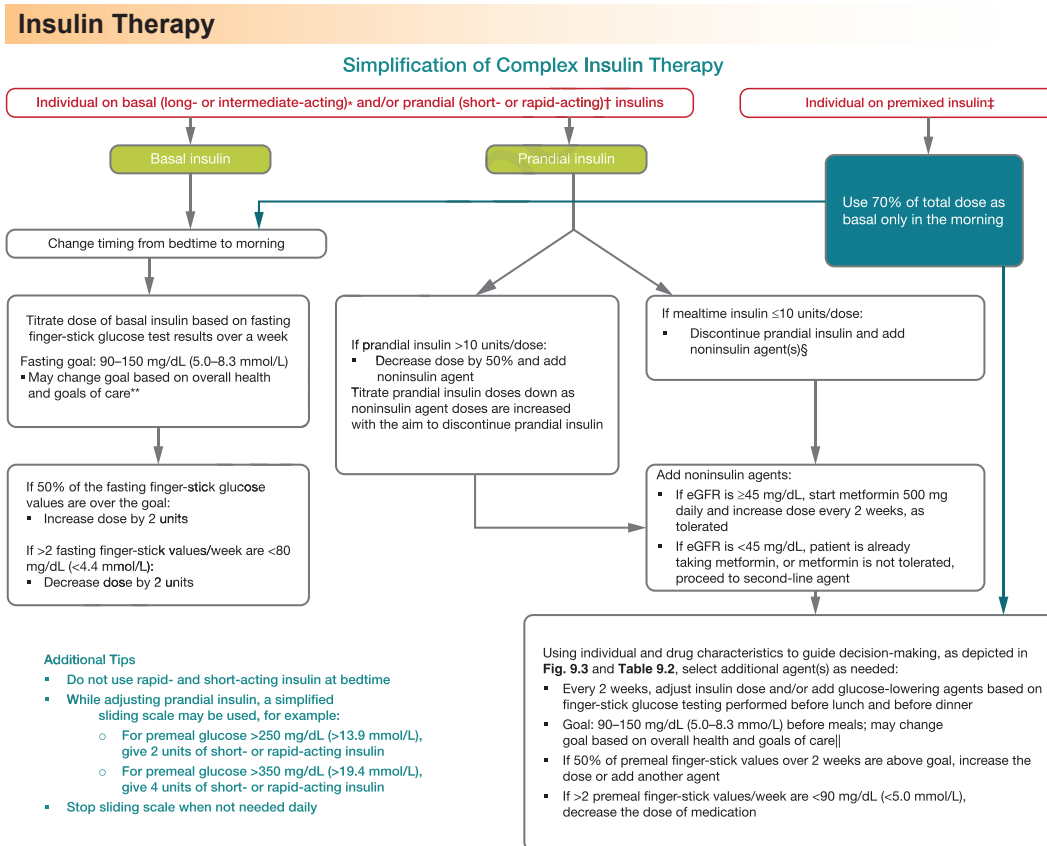 Insulin Therapy
Simplification of Complex Insulin Therapy
Individual on basal (long- or intermediate-acting)* and/or prandial (short- or rapid-acting)† insulins
Individual on premixed insulin‡
Basal insulin
Prandial insulin
Use 70% of total dose as
basal only in the morning
Change timing from bedtime to morning
Titrate dose of basal insulin based on fasting
finger-stick glucose test results over a week
Fasting goal: 90–150 mg/dL (5.0–8.3 mmol/L)
▪ May change goal based on overall health
and goals of care**
If prandial insulin >10 units/dose:
▪ Decrease dose by 50% and add
noninsulin agent
Titrate prandial insulin doses down as
noninsulin agent doses are increased
with the aim to discontinue prandial insulin
If mealtime insulin ≤10 units/dose:
▪ Discontinue prandial insulin and add
noninsulin agent(s)§
If 50% of the fasting finger-stick glucose
values are over the goal:
▪ Increase dose by 2 units
If >2 fasting finger-stick values/week are <80
mg/dL (<4.4 mmol/L):
▪ Decrease dose by 2 units
Add noninsulin agents:
▪ If eGFR is ≥45 mg/dL, start metformin 500 mg
daily and increase dose every 2 weeks, as
tolerated
▪ If eGFR is <45 mg/dL, patient is already
taking metformin, or metformin is not tolerated,
proceed to second-line agent
Additional Tips
▪ Do not use rapid- and short-acting insulin at bedtime
▪ While adjusting prandial insulin, a simplified
sliding scale may be used, for example:
○ For premeal glucose >250 mg/dL (>13.9 mmol/L),
give 2 units of short- or rapid-acting insulin
○ For premeal glucose >350 mg/dL (>19.4 mmol/L),
give 4 units of short- or rapid-acting insulin
▪ Stop sliding scale when not needed daily
Using individual and drug characteristics to guide decision-making, as depicted in
Fig. 9.3 and Table 9.2, select additional agent(s) as needed:
▪ Every 2 weeks, adjust insulin dose and/or add glucose-lowering agents based on
finger-stick glucose testing performed before lunch and before dinner
▪ Goal: 90–150 mg/dL (5.0–8.3 mmo/L) before meals; may change
goal based on overall health and goals of care||
▪ If 50% of premeal finger-stick values over 2 weeks are above goal, increase the
dose or add another agent
▪ If >2 premeal finger-stick values/week are <90 mg/dL (<5.0 mmol/L),
decrease the dose of medication